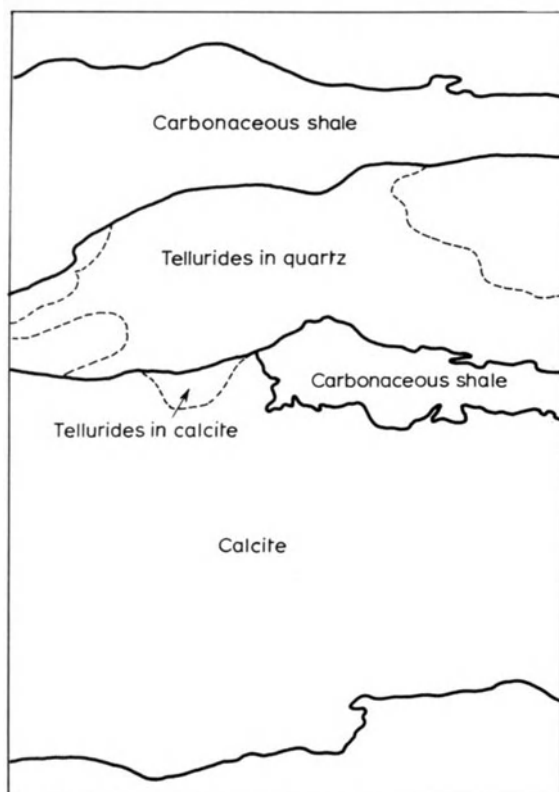 Carbonaceous shale
Tellurides in quartz
Carbonaceous shale
Tellurides in calcite
Calcite